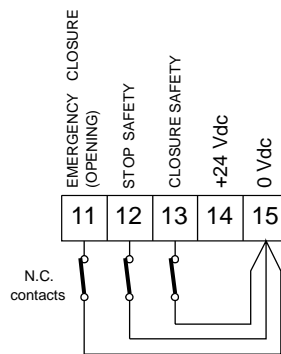 EMERGENCY CLOSURE
(OPENING)
STOP SAFETY
CLOSURE SAFETY
+24 Vdc
0 Vdc
11 12 13 14 15
N.C.
contacts